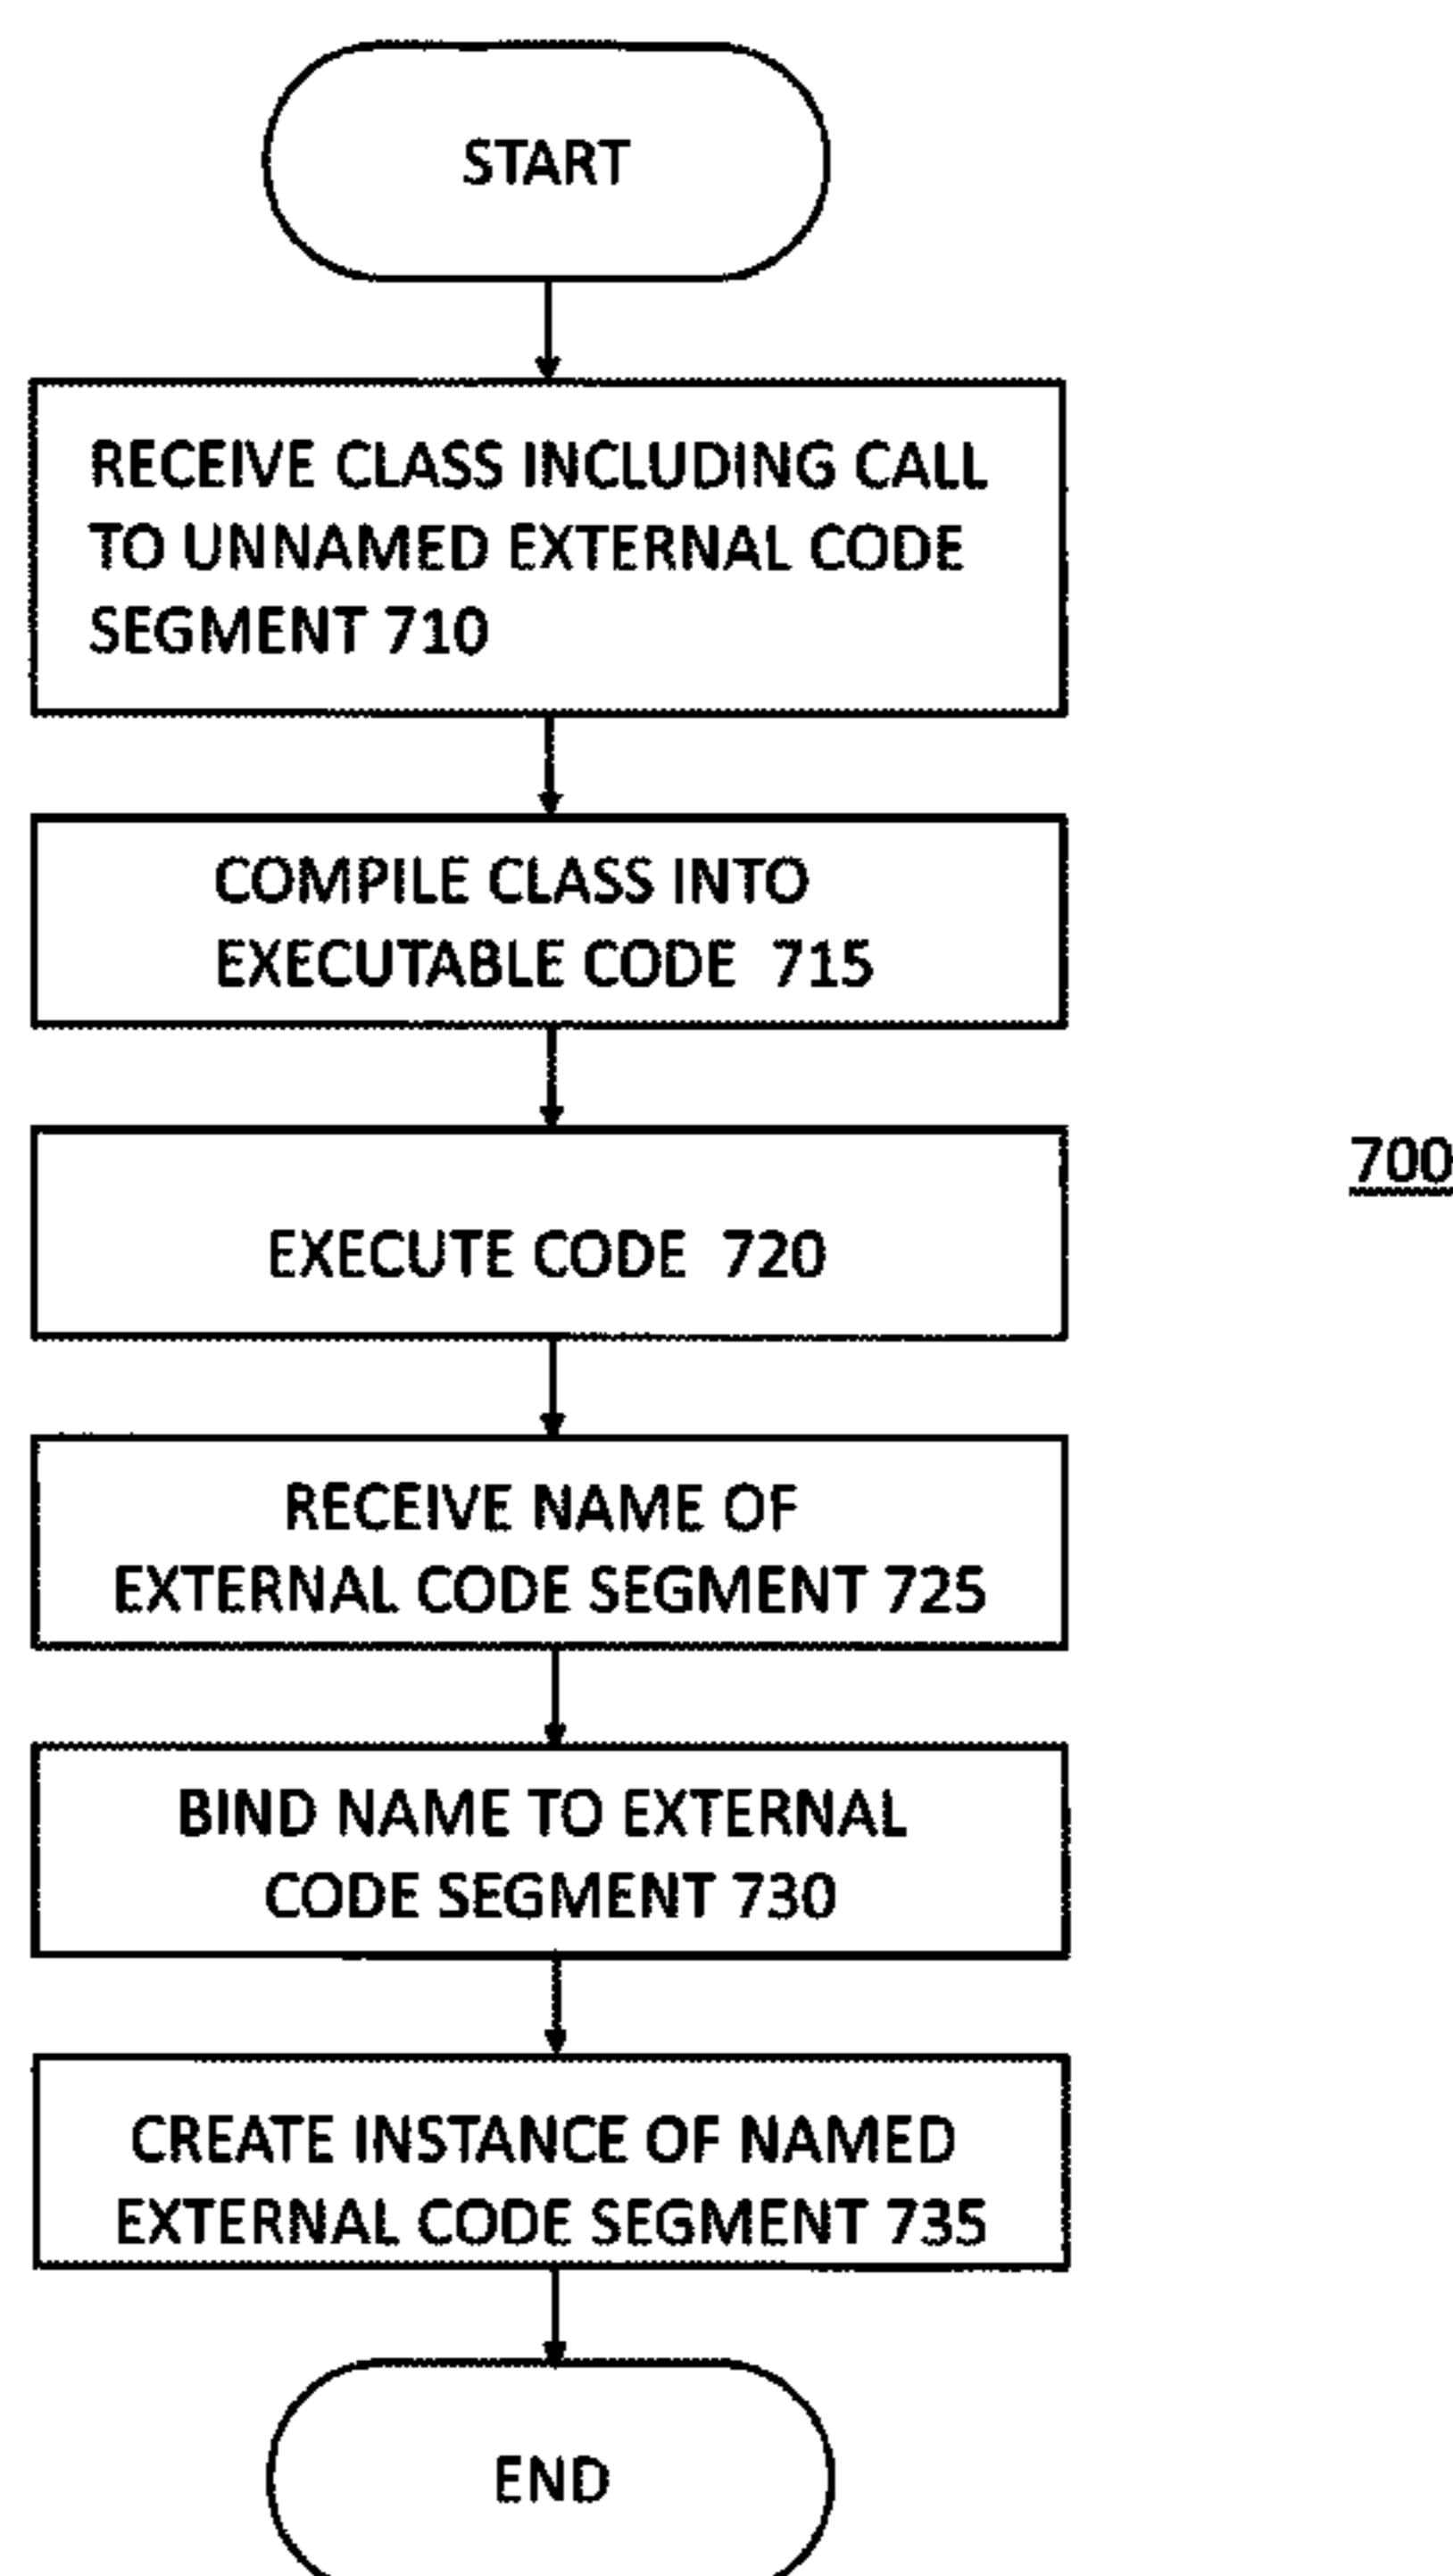 START
RECEIVE CLASS INCLUDING CALL
TO UNNAMED EXTERNAL CODE
SEGMENT 710
COMPILE CLASS INTO
EXECUTABLE CODE 715
EXECUTE CODE 720
700
RECEIVE NAME OF
EXTERNAL CODE SEGMENT 725
BIND NAME TO EXTERNAL
CODE SEGMENT 730
CREATE INSTANCE OF NAMED
EXTERNAL CODE SEGMENT 735
END